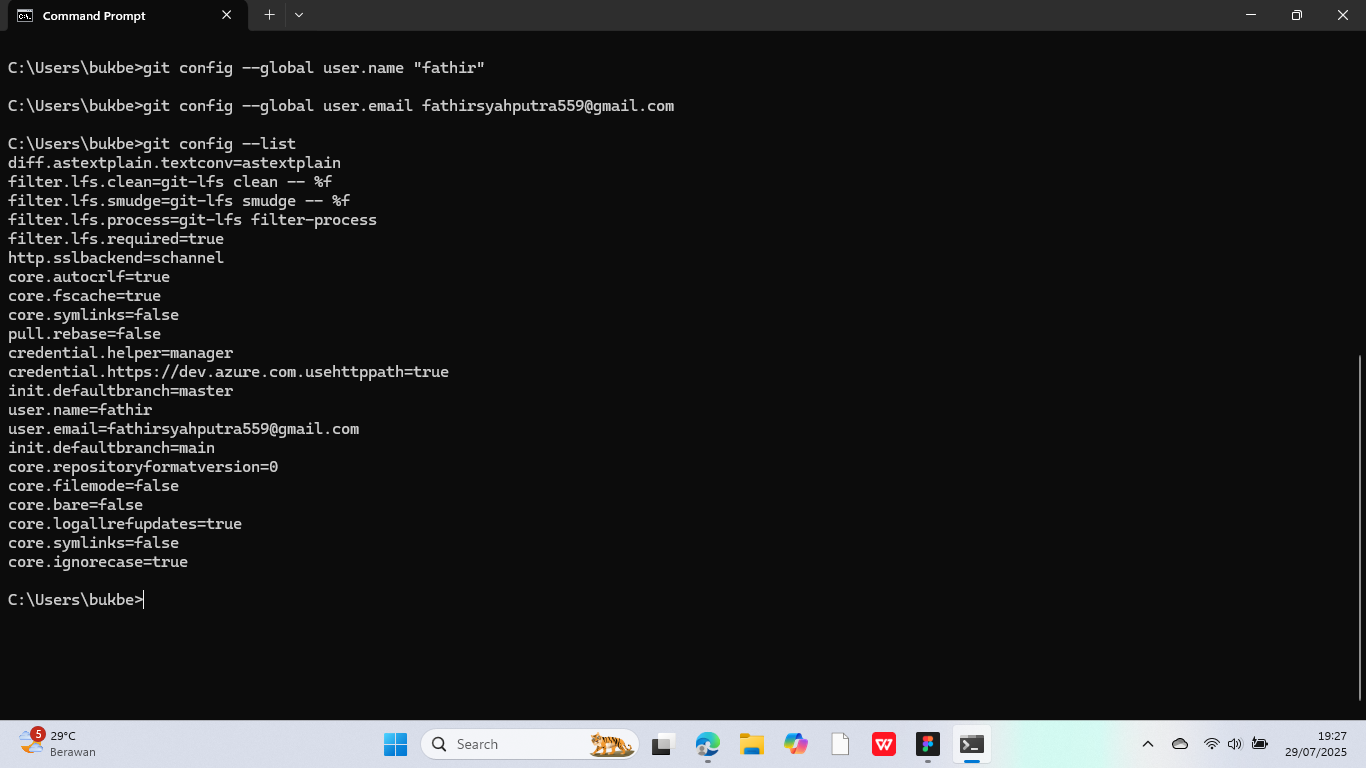 Command Prompt
C:\Users\bukbe>git config --global user.name "fathir"
C:\Users\bukbe>git config --global user.email fathirsyahputra559@gmail.com
C:\Users\bukbe>git config --list
diff.astextplain.textconv=astextplain
filter.lfs.clean=git-lfs clean -- %f
filter.lfs.smudge=git-lfs smudge -- %f
filter.lfs.process=git-lfs filter-process
filter.lfs.required=true
http.sslbackend=schannel
core.autocrlf=true
core.fscache=true
core.symlinks=false
pull.rebase=false
credential.helper=manager
credential.https://dev.azure.com.usehttppath=true
init.defaultbranch=master
user.name=fathir
user.email=fathirsyahputra559@gmail.com
init.defaultbranch=main
core.repositoryformatversion=0
core.filemode=false
core.bare=false
core.logallrefupdates=true
core.symlinks=false
core.ignorecase=true
C:\Users\bukbe>
5
29°C
Berawan
Search
19:27
29/07/2025